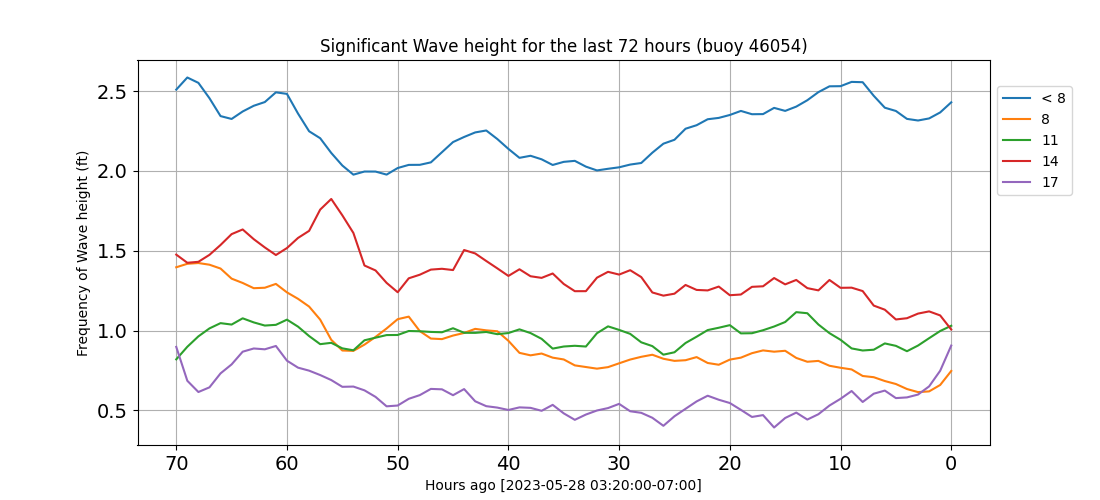 Significant Wave height for the last 72 hours (buoy 46054)
Frequency of Wave height (ft)
2.5
2.0
1.5
1.0
0.5
70 60 50 40 30 20 10 0
Hours ago [2023-05-28 03:20:00-07:00]
< 8
8
11
14
17